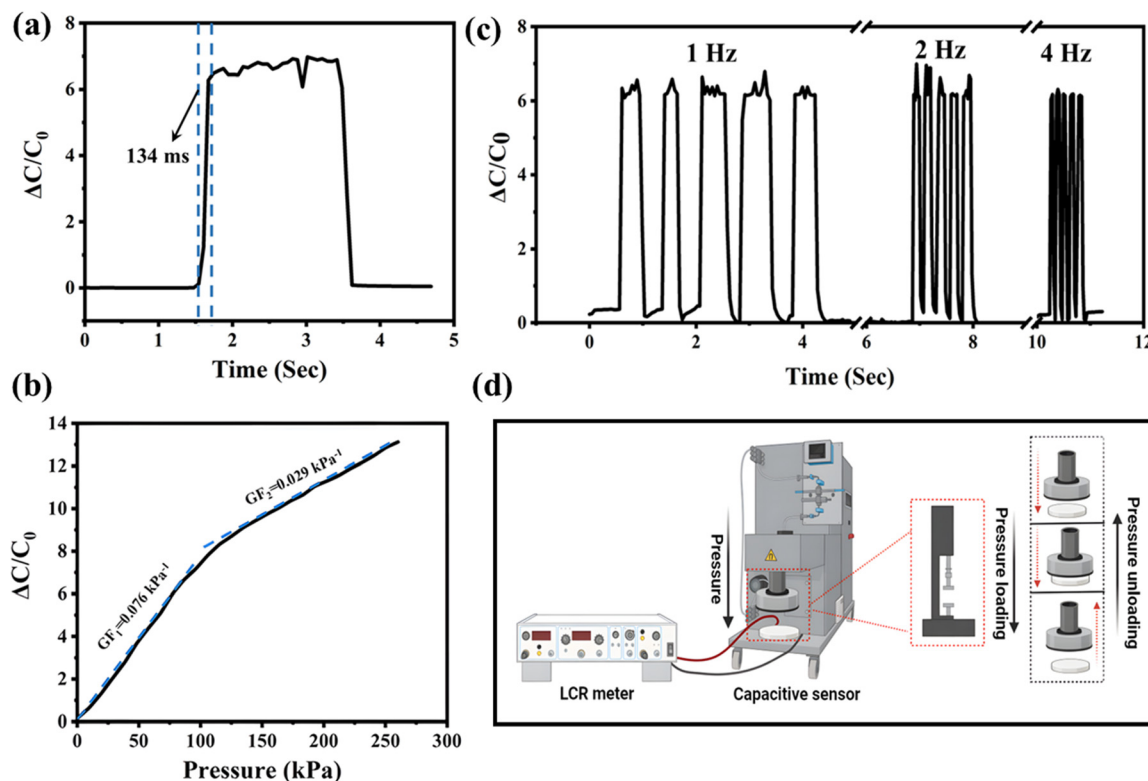 (a)
8
6
4
2
0
ΔC/C₀
134 ms
0 1 2 3 4 5
Time (Sec)
(c)
8
6
4
2
0
ΔC/C0
1 Hz
2 Hz
4 Hz
0 2 4 6 8 10 12
Time (Sec)
(b)
14
12
10
8
6
4
2
0
ΔC/C₀
GF₁=0.076 kPa⁻¹
GF₂=0.029 kPa⁻¹
0 50 100 150 200 250 300
Pressure (kPa)
(d)
Pressure
Pressure loading
Pressure unloading
LCR meter
Capacitive sensor